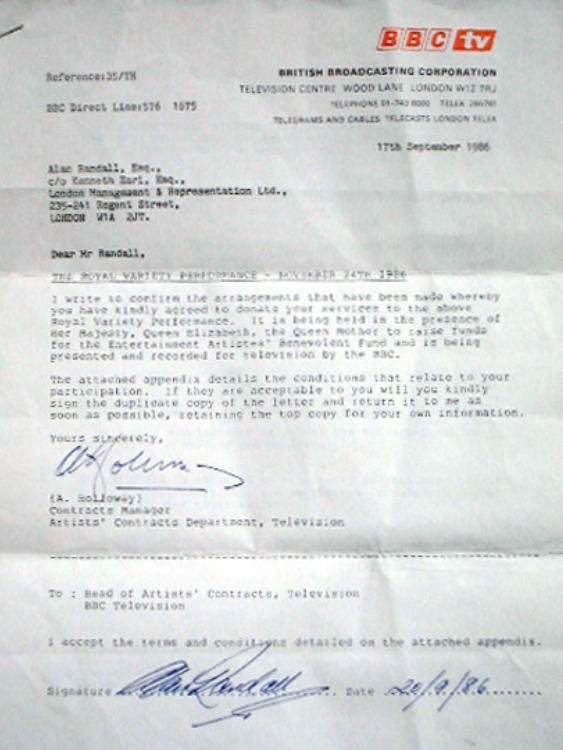 BBC tv
Reference:35/TH
BRITISH BROADCASTING CORPORATION
TELEVISION CENTRE WOOD LANE LONDON W12 7RJ
BBC Direct Line:576 1875
TELEPHONE 01-743 8000 TELEX 265781
TELEGRAMS AND CABLES TELECASTS LONDON TELEX
17th September 1986
Alan Randall, Esq.,
c/o Kenneth Earl, Esq.,
London Management & Representation Ltd.,
235-241 Regent Street,
LONDON W1A 2JT.
Dear Mr Randall,
THE ROYAL VARIETY PERFORMANCE - NOVEMBER 24TH 1986
I write to confirm the arrangements that have been made whereby
you have kindly agreed to donate your services to the above
Royal Variety Performance. It is being held in the presence of
Her Majesty, Queen Elizabeth, the Queen Mother to raise funds
for the Entertainment Artistes' Benevolent Fund and is being
presented and recorded for television by the BBC.
The attached appendix details the conditions that relate to your
participation. If they are acceptable to you will you kindly
sign the duplicate copy of the letter and return it to me as
soon as possible, retaining the top copy for your own information.
Yours sincerely,
(A. Holloway)
Contracts Manager
Artists' Contracts Department, Television
To : Head of Artists' Contracts, Television
BBC Television
I accept the terms and conditions detailed on the attached appendix.
Signature Alan Randall Date 20/9/86